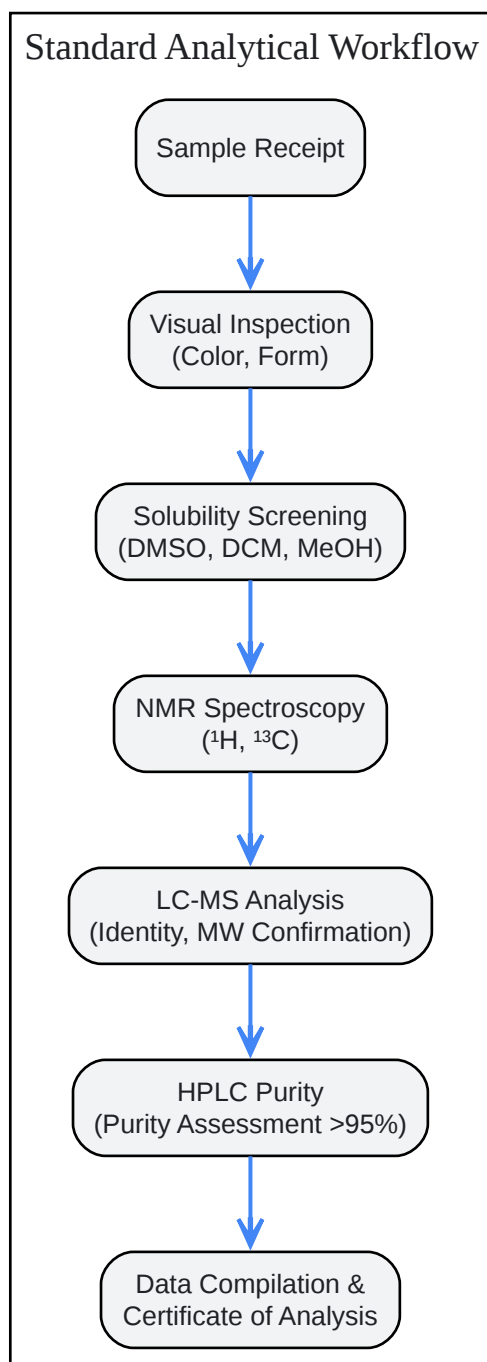 Standard Analytical Workflow
Sample Receipt
Visual Inspection
(Color, Form)
Solubility Screening
(DMSO, DCM, MeOH)
NMR Spectroscopy
(¹H, ¹³C)
LC-MS Analysis
(Identity, MW Confirmation)
HPLC Purity
(Purity Assessment >95%)
Data Compilation &
Certificate of Analysis